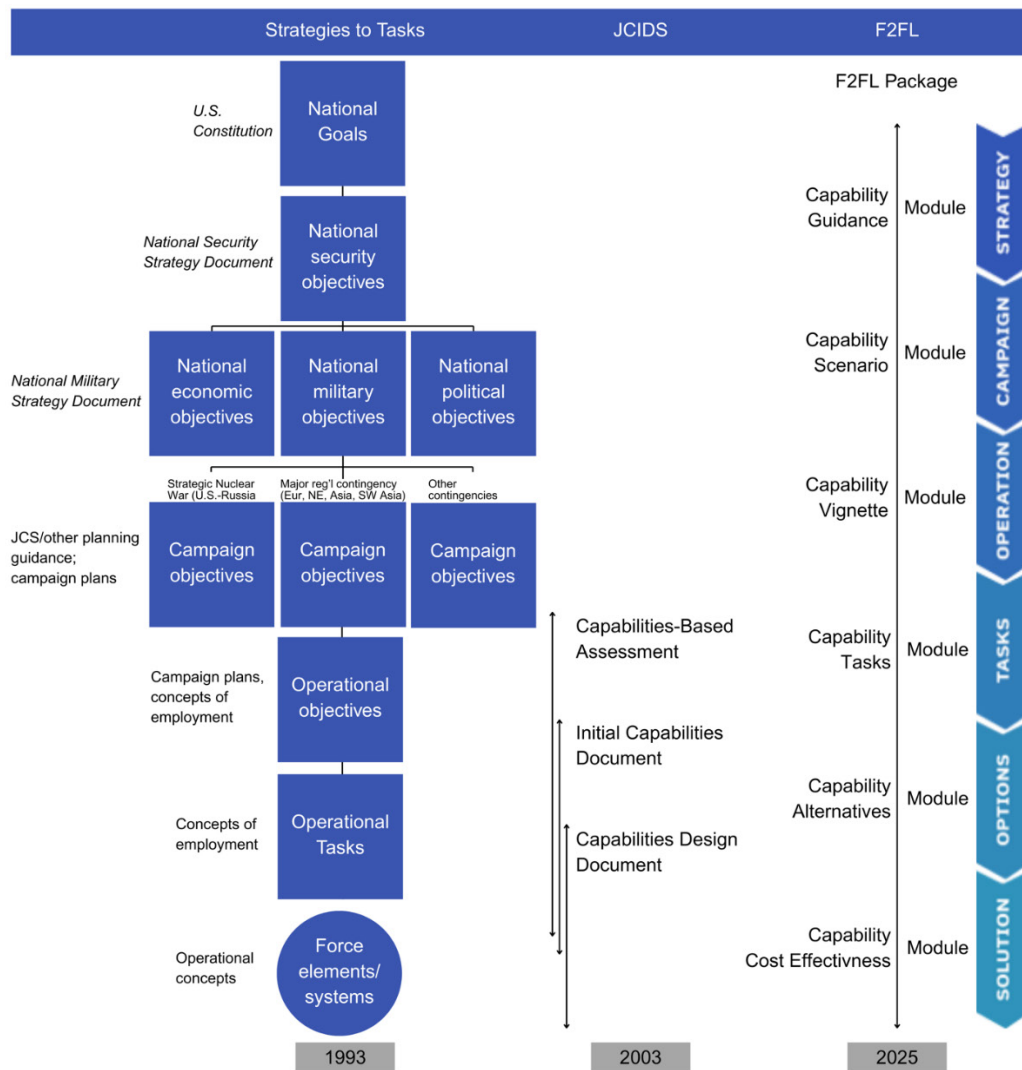 Strategies to Tasks
JCIDS
F2FL
F2FL Package
U.S.
Constitution
National
Goals
National Security
Strategy Document
National
security
objectives
National Military
Strategy Document
National
economic
objectives
National
military
objectives
National
political
objectives
Strategic Nuclear
War (U.S.-Russia
Major reg'l contingency
(Eur, NE, Asia, SW Asia)
Other
contingencies
JCS/other planning
guidance;
campaign plans
Campaign
objectives
Campaign
objectives
Campaign
objectives
Campaign plans,
concepts of
employment
Operational
objectives
Concepts of
employment
Operational
Tasks
Operational
concepts
Force
elements/
systems
1993
Capabilities-Based
Assessment
Initial Capabilities
Document
Capabilities Design
Document
2003
Capability
Guidance
Module
STRATEGY
Capability
Scenario
Module
CAMPAIGN
Capability
Vignette
Module
OPERATION
Capability
Tasks
Module
TASKS
Capability
Alternatives
Module
OPTIONS
Capability
Cost Effectivness
Module
SOLUTION
2025